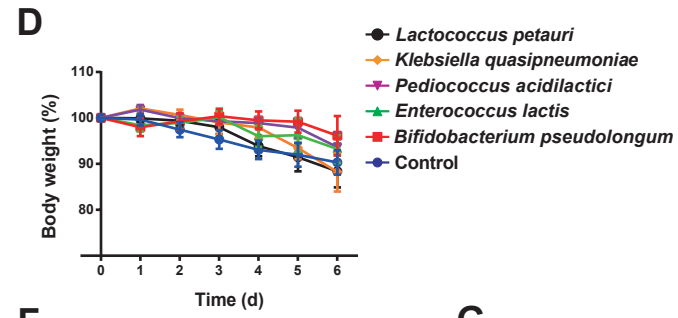 D
Lactococcus petauri
Klebsiella quasipneumoniae
Pediococcus acidilactici
Enterococcus lactis
Bifidobacterium pseudolongum
Control
Body weight (%)
110
100
90
80
0 1 2 3 4 5 6
Time (d)